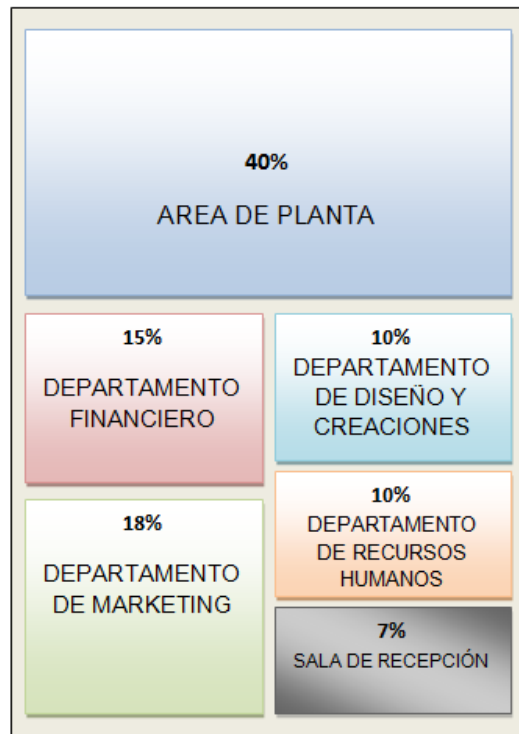 40%
AREA DE PLANTA
15%
DEPARTAMENTO
FINANCIERO
10%
DEPARTAMENTO
DE DISEÑO Y
CREACIONES
18%
DEPARTAMENTO
DE MARKETING
10%
DEPARTAMENTO
DE RECURSOS
HUMANOS
7%
SALA DE RECEPCIÓN